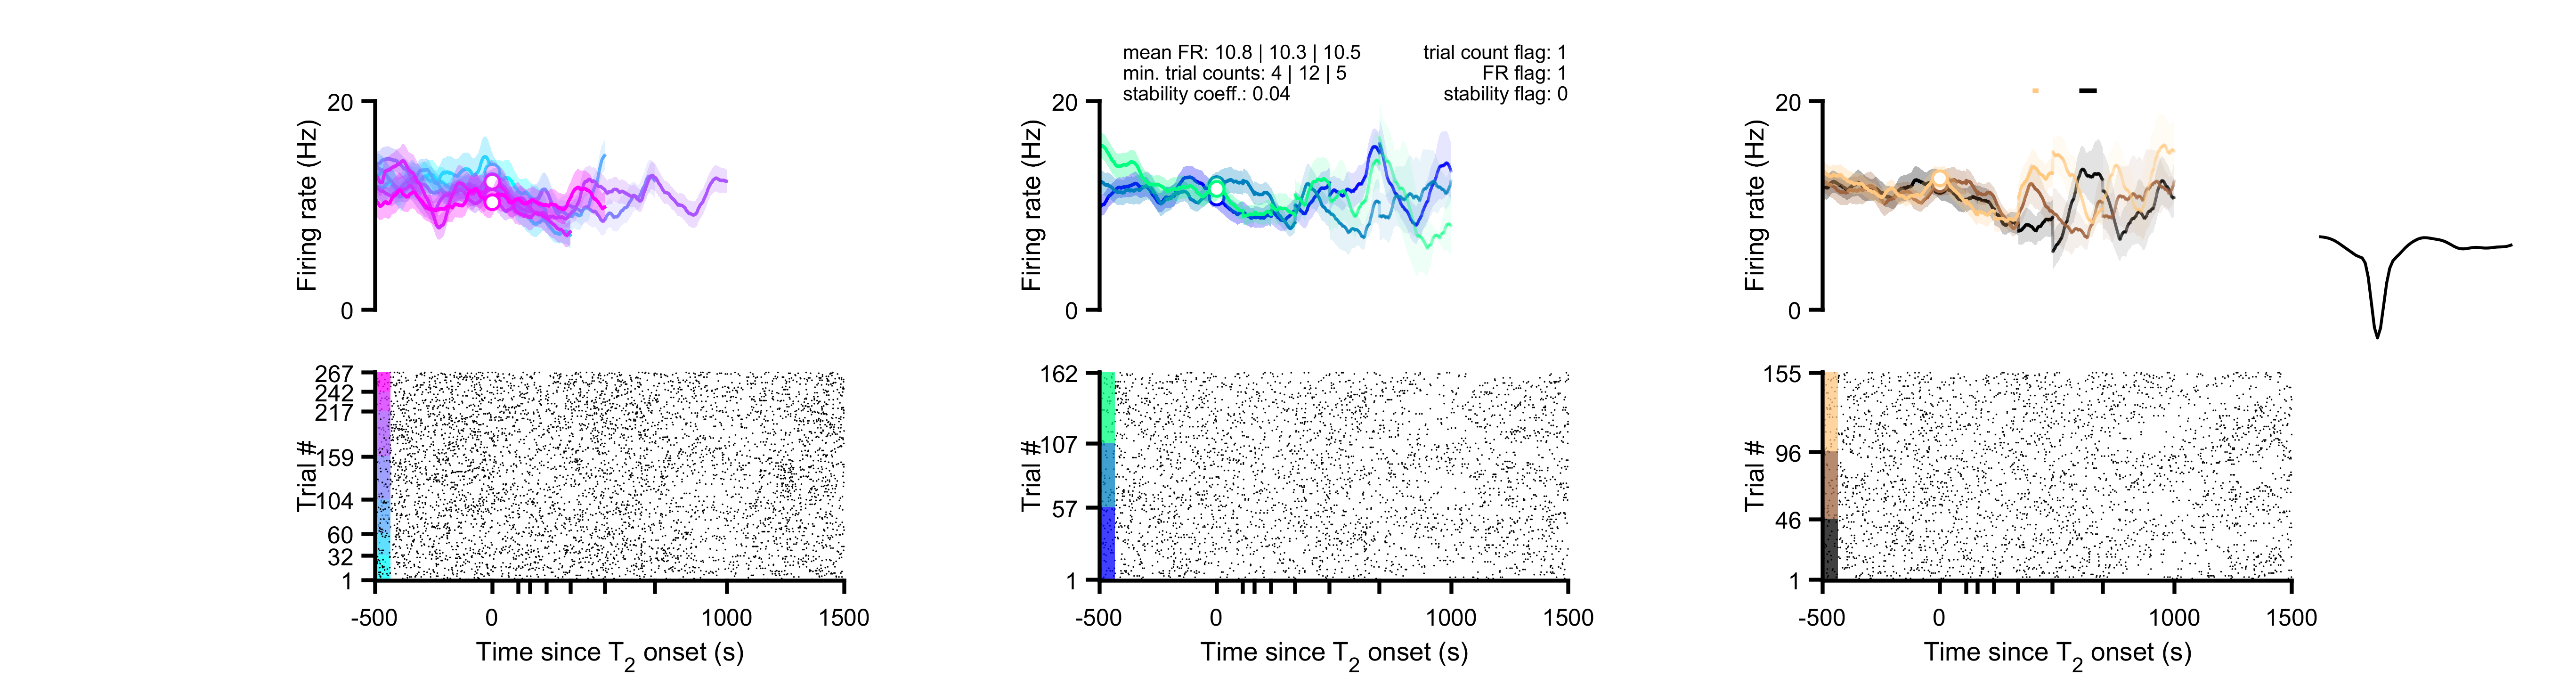 mean FR: 10.8 | 10.3 | 10.5
min. trial counts: 4 | 12 | 5
stability coeff.: 0.04
trial count flag: 1
FR flag: 1
stability flag: 0
20
Firing rate (Hz)
0
20
Firing rate (Hz)
0
20
Firing rate (Hz)
0
267
242
217
159
104
60
32
1
Trial #
-500
0
1000
1500
Time since T2 onset (s)
162
107
57
1
Trial #
-500
0
1000
1500
Time since T2 onset (s)
155
96
46
1
Trial #
-500
0
1000
1500
Time since T2 onset (s)